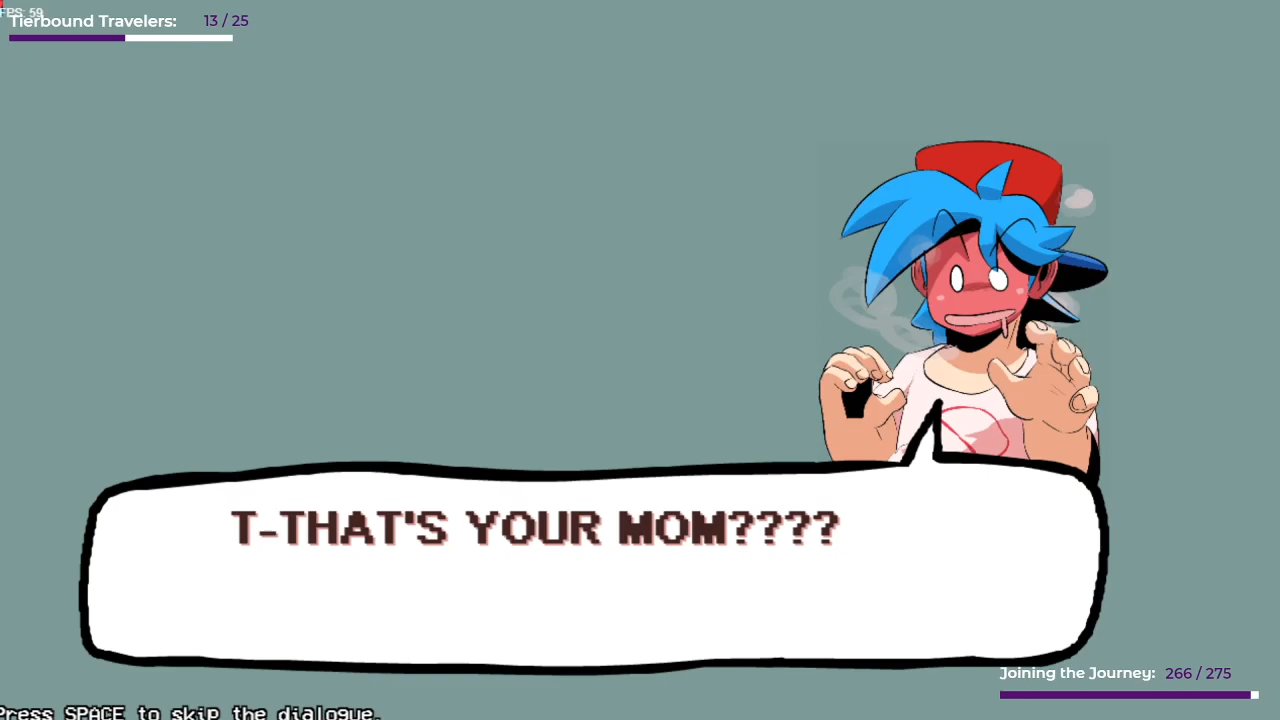 FPS: 59
Tierbound Travelers: 13 / 25
T-THAT'S YOUR MOM????
Joining the Journey: 266 / 275
Press SPACE to skip the dialogue.